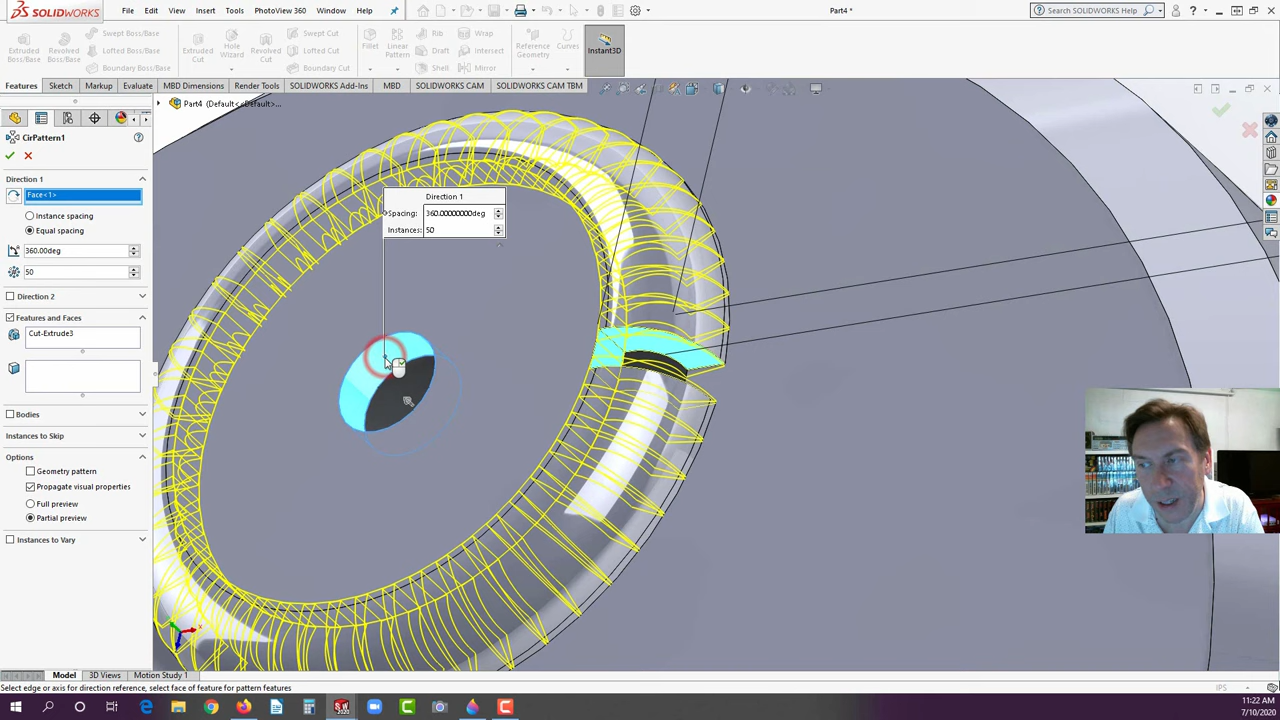 SOLIDWORKS
File
Edit
View
Insert
Tools
PhotoView 360
Window
Help
Part4 *
Search SOLIDWORKS Help
Extruded Boss/Base
Revolved Boss/Base
Swept Boss/Base
Lofted Boss/Base
Boundary Boss/Base
Extruded Cut
Hole Wizard
Revolved Cut
Swept Cut
Lofted Cut
Boundary Cut
Fillet
Linear Pattern
Rib
Draft
Shell
Wrap
Intersect
Mirror
Reference Geometry
Curves
Instant3D
Features
Sketch
Markup
Evaluate
MBD Dimensions
Render Tools
SOLIDWORKS Add-Ins
MBD
SOLIDWORKS CAM
SOLIDWORKS CAM TBM
Part4 (Default<<Default>...
CirPattern1
Direction 1
Face<1>
Instance spacing
Equal spacing
360.00deg
50
Direction 2
Features and Faces
Cut-Extrude3
Bodies
Instances to Skip
Options
Geometry pattern
Propagate visual properties
Full preview
Partial preview
Instances to Vary
Direction 1
Spacing: 360.00000000deg
Instances: 50
x
Model
3D Views
Motion Study 1
Select edge or axis for direction reference, select face of feature for pattern features
IPS
SW
2020
11:22 AM
7/10/2020